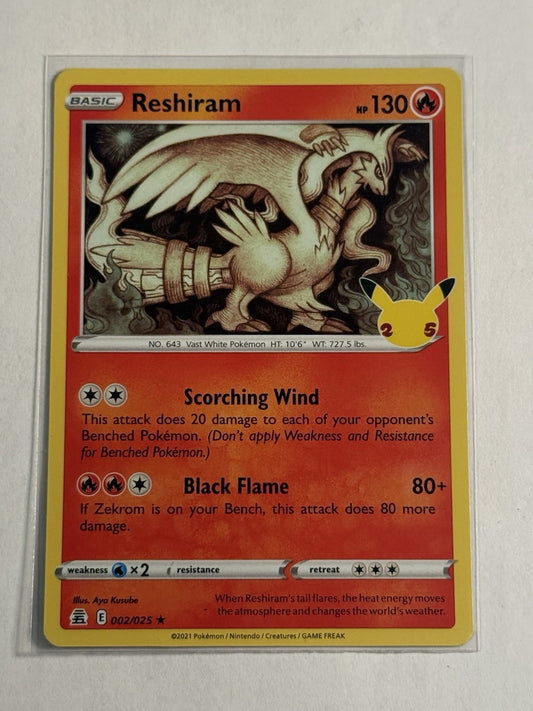 BASIC Reshiram HP 130
25
NO. 643 Vast White Pokémon HT: 10'6" WT: 727.5 lbs.
Scorching Wind
This attack does 20 damage to each of your opponent's
Benched Pokémon. (Don't apply Weakness and Resistance
for Benched Pokémon.)
Black Flame 80+
If Zekrom is on your Bench, this attack does 80 more
damage.
weakness ×2 resistance retreat
Illus. Aya Kusube
When Reshiram's tail flares, the heat energy moves
the atmosphere and changes the world's weather.
E 002/025 ★
©2021 Pokémon / Nintendo / Creatures / GAME FREAK